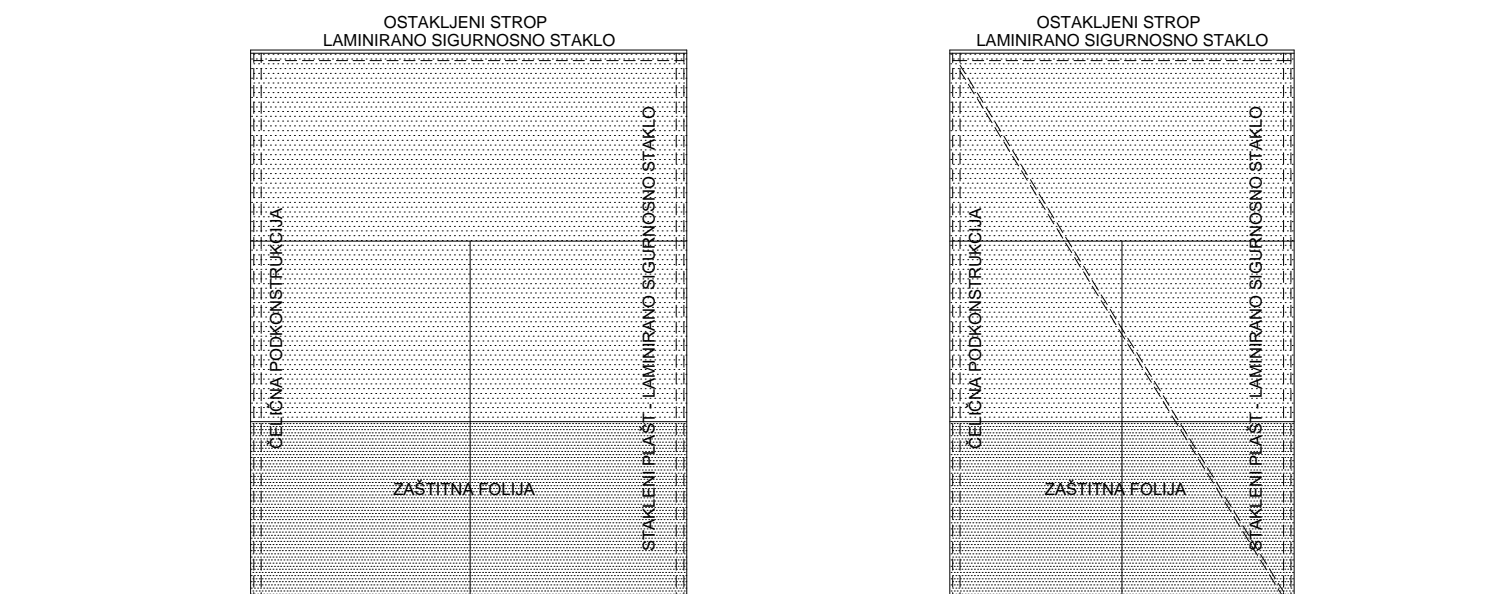 OSTAKLJENI STROP
LAMINIRANO SIGURNOSNO STAKLO
ČELIČNA PODKONSTRUKCIJA
STAKLENI PLAŠT - LAMINIRANO SIGURNOSNO STAKLO
ZAŠTITNA FOLIJA
OSTAKLJENI STROP
LAMINIRANO SIGURNOSNO STAKLO
ČELIČNA PODKONSTRUKCIJA
STAKLENI PLAŠT - LAMINIRANO SIGURNOSNO STAKLO
ZAŠTITNA FOLIJA